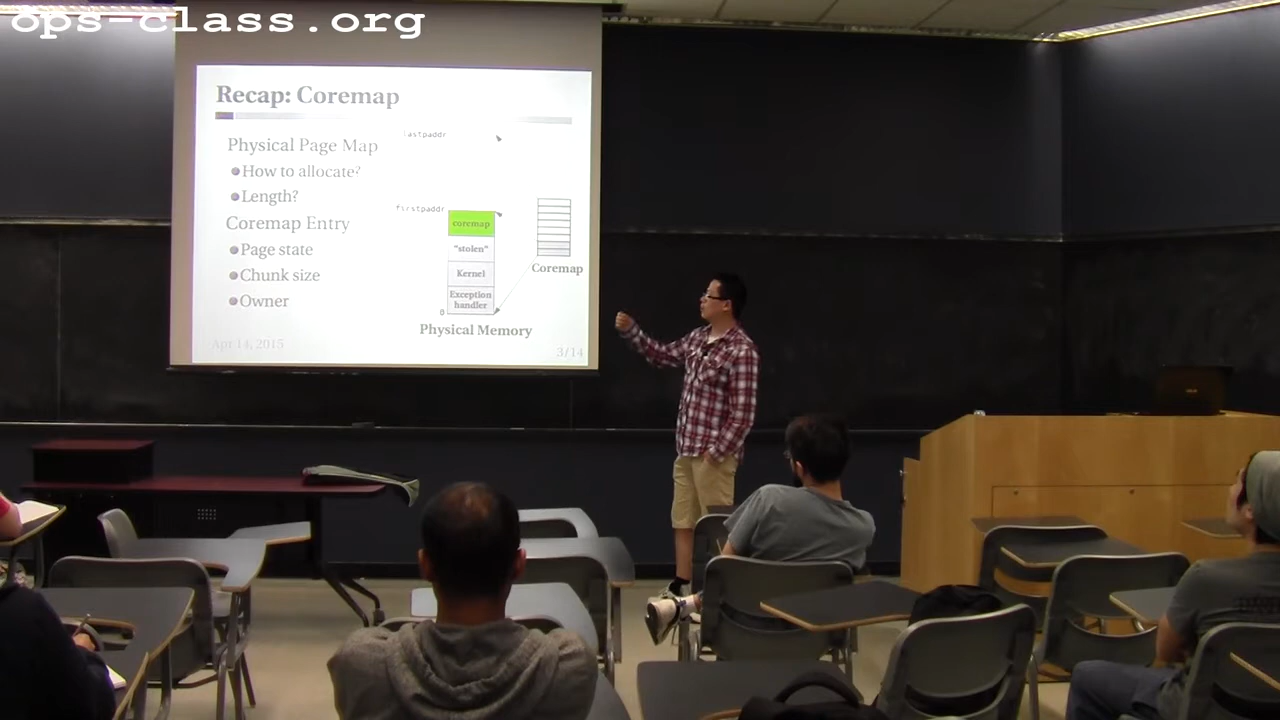 ops-class.org
Recap: Coremap
Physical Page Map
How to allocate?
Length?
Coremap Entry
Page state
Chunk size
Owner
lastpaddr
firstpaddr
coremap
"stolen"
Kernel
Exception
handler
0
Physical Memory
Coremap
Apr 14, 2015
3/14